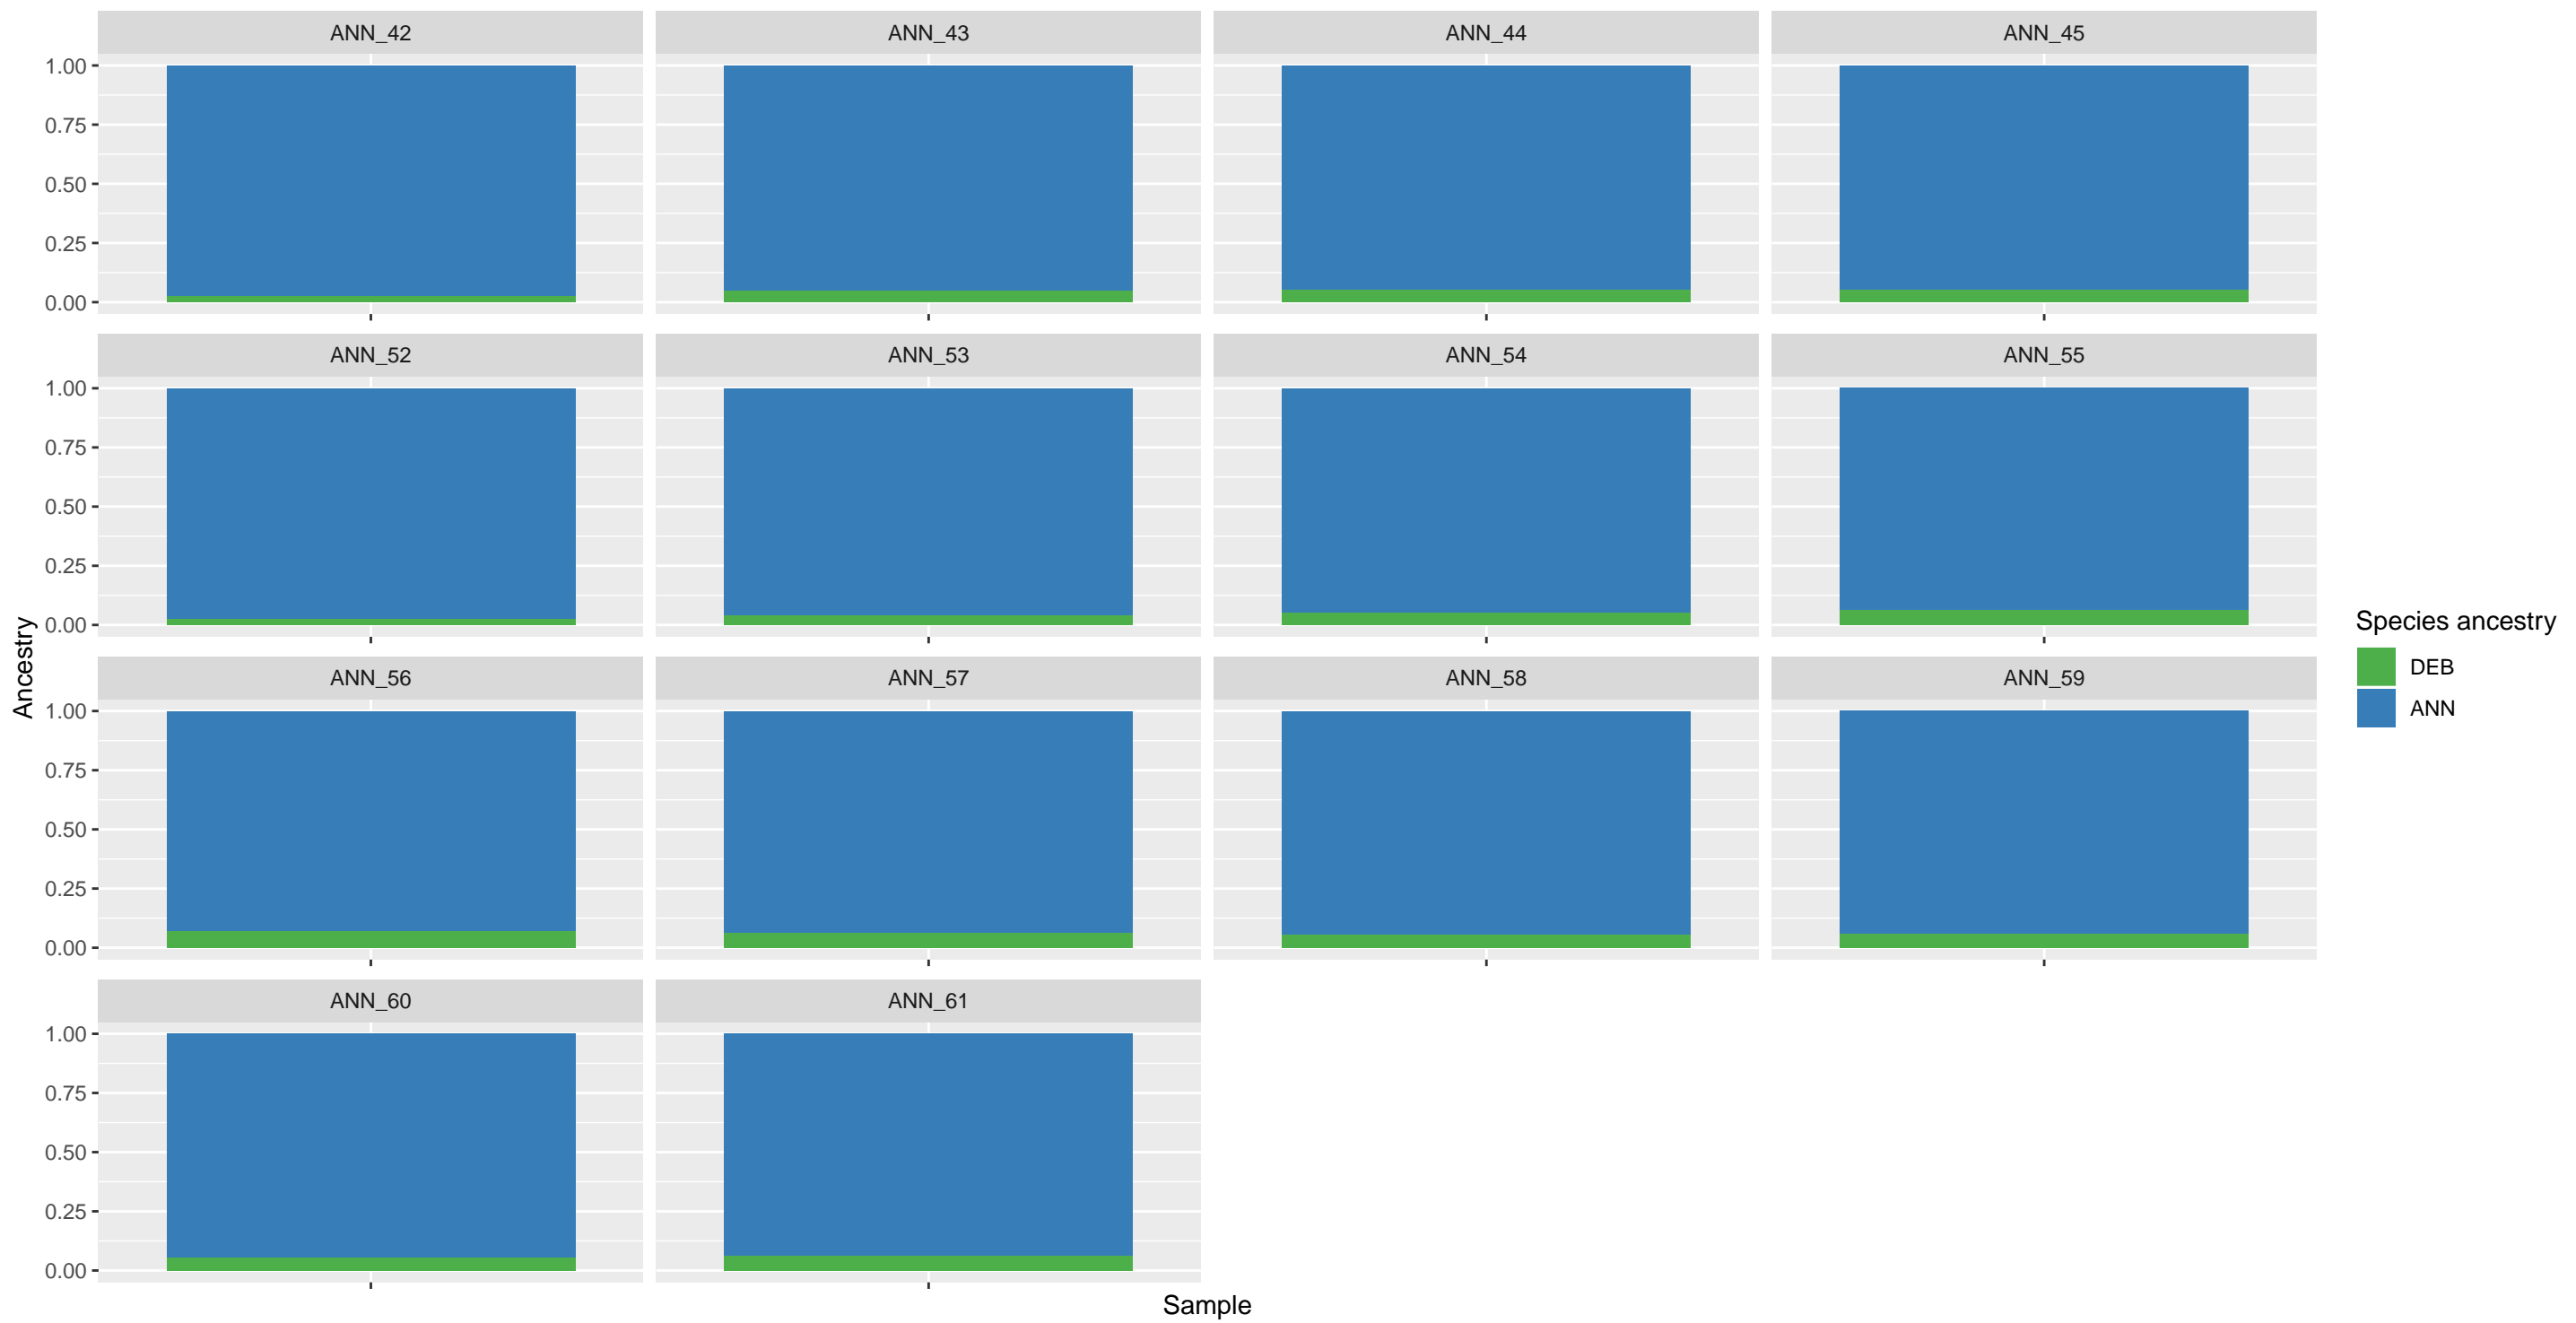 ANN_42 ANN_43 ANN_44 ANN_45
1.00
0.75
0.50
0.25
0.00
ANN_52 ANN_53 ANN_54 ANN_55
1.00
0.75
0.50
0.25
0.00
ANN_56 ANN_57 ANN_58 ANN_59
1.00
0.75
0.50
0.25
0.00
ANN_60 ANN_61
1.00
0.75
0.50
0.25
0.00
Ancestry
Sample
Species ancestry
DEB
ANN